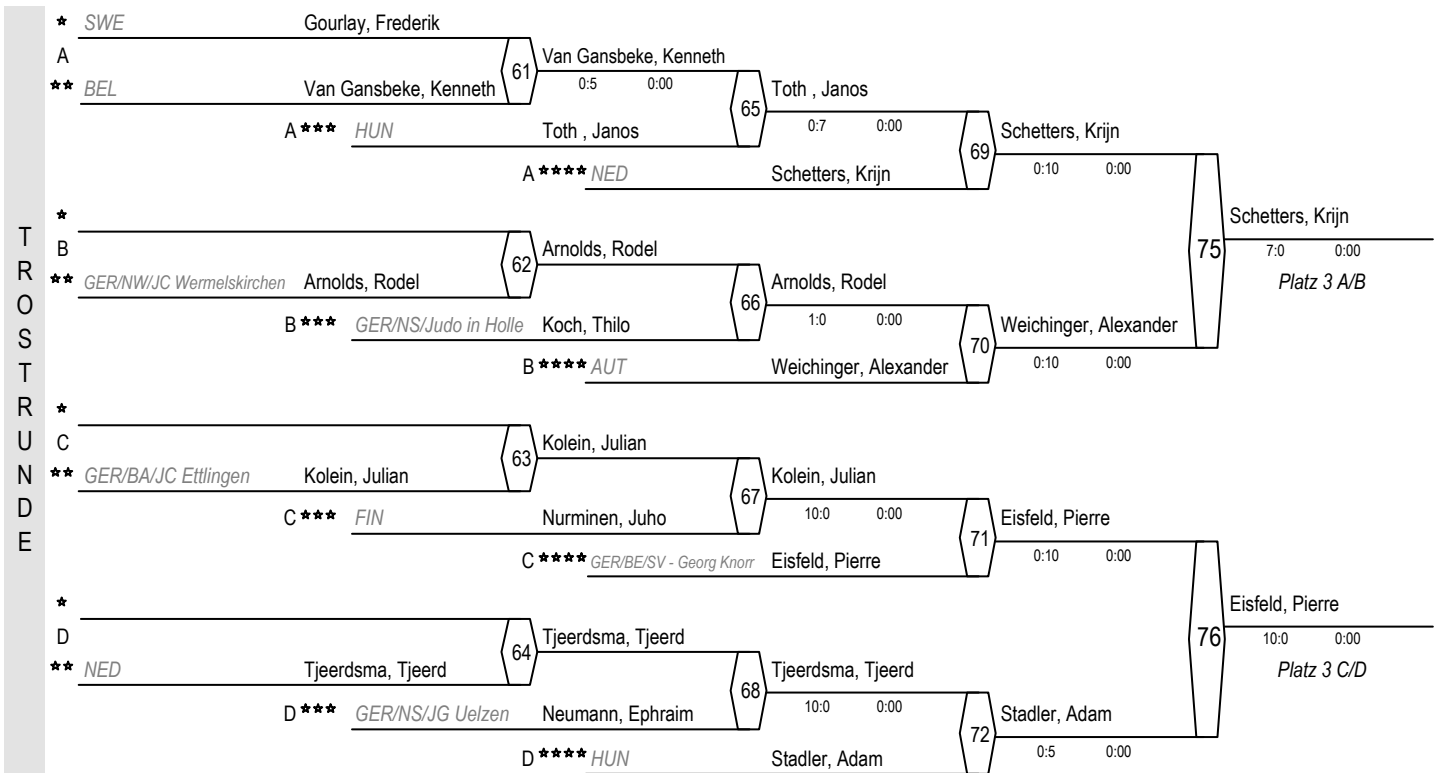 TROSTRUNDE
* SWE Gourlay, Frederik
A
** BEL Van Gansbeke, Kenneth
61
Van Gansbeke, Kenneth
0:5 0:00
A *** HUN Toth , Janos
65
Toth , Janos
0:7 0:00
A **** NED Schetters, Krijn
69
Schetters, Krijn
0:10 0:00
*
B
** GER/NW/JC Wermelskirchen Arnolds, Rodel
62
Arnolds, Rodel
B *** GER/NS/Judo in Holle Koch, Thilo
66
Arnolds, Rodel
1:0 0:00
B **** AUT Weichinger, Alexander
70
Weichinger, Alexander
0:10 0:00
75
Schetters, Krijn
7:0 0:00
Platz 3 A/B
*
C
** GER/BA/JC Ettlingen Kolein, Julian
63
Kolein, Julian
C *** FIN Nurminen, Juho
67
Kolein, Julian
10:0 0:00
C **** GER/BE/SV - Georg Knorr Eisfeld, Pierre
71
Eisfeld, Pierre
0:10 0:00
*
D
** NED Tjeerdsma, Tjeerd
64
Tjeerdsma, Tjeerd
D *** GER/NS/JG Uelzen Neumann, Ephraim
68
Tjeerdsma, Tjeerd
10:0 0:00
D **** HUN Stadler, Adam
72
Stadler, Adam
0:5 0:00
76
Eisfeld, Pierre
10:0 0:00
Platz 3 C/D